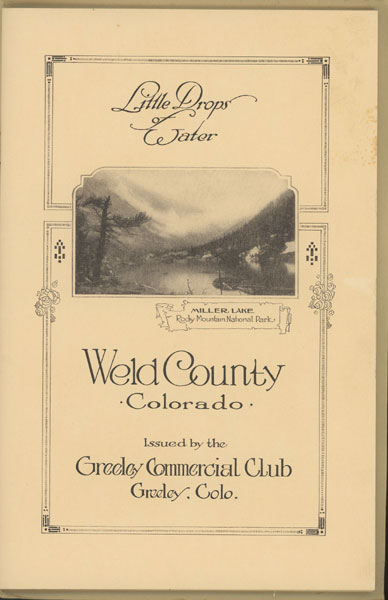 Little Drops
of
Water
MILLER LAKE
Rocky Mountain National Park
Weld County
· Colorado ·
Issued by the
Greeley Commercial Club
Greeley, Colo.